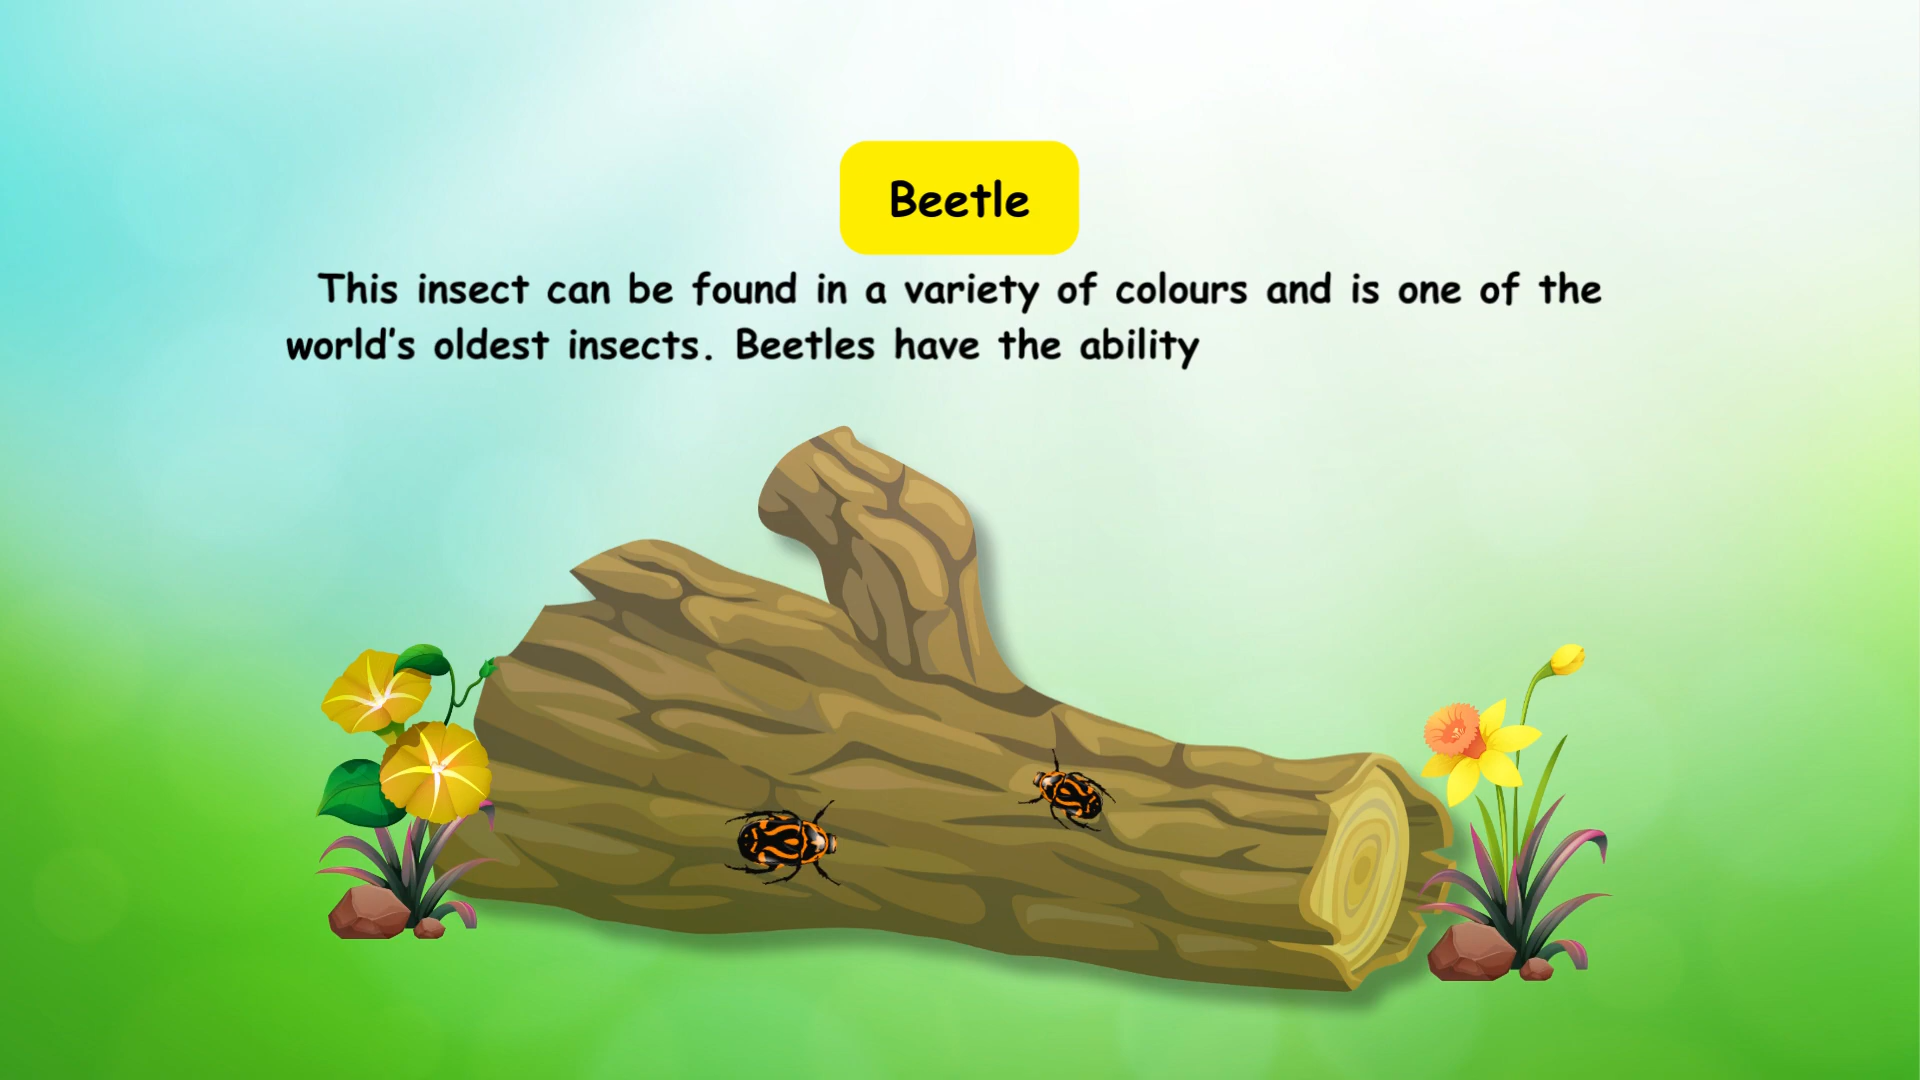 Beetle
This insect can be found in a variety of colours and is one of the
world's oldest insects. Beetles have the ability